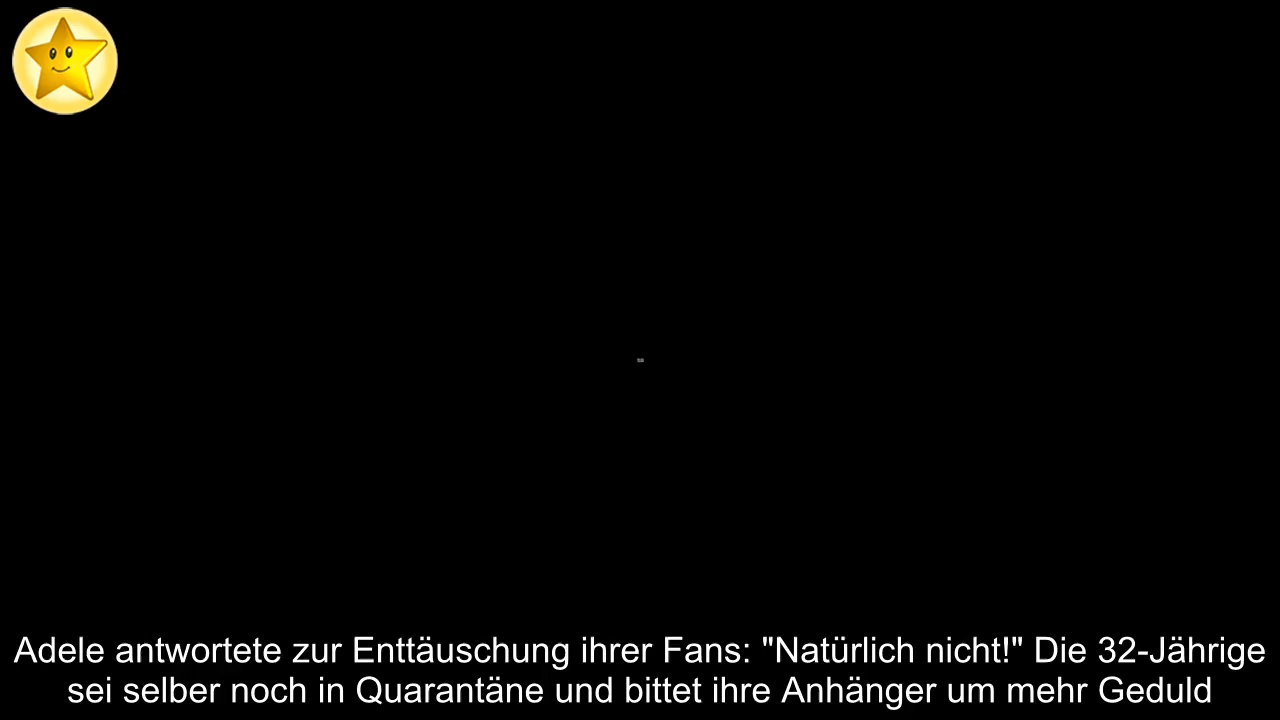 Adele antwortete zur Enttäuschung ihrer Fans: "Natürlich nicht!" Die 32-Jährige
sei selber noch in Quarantäne und bittet ihre Anhänger um mehr Geduld